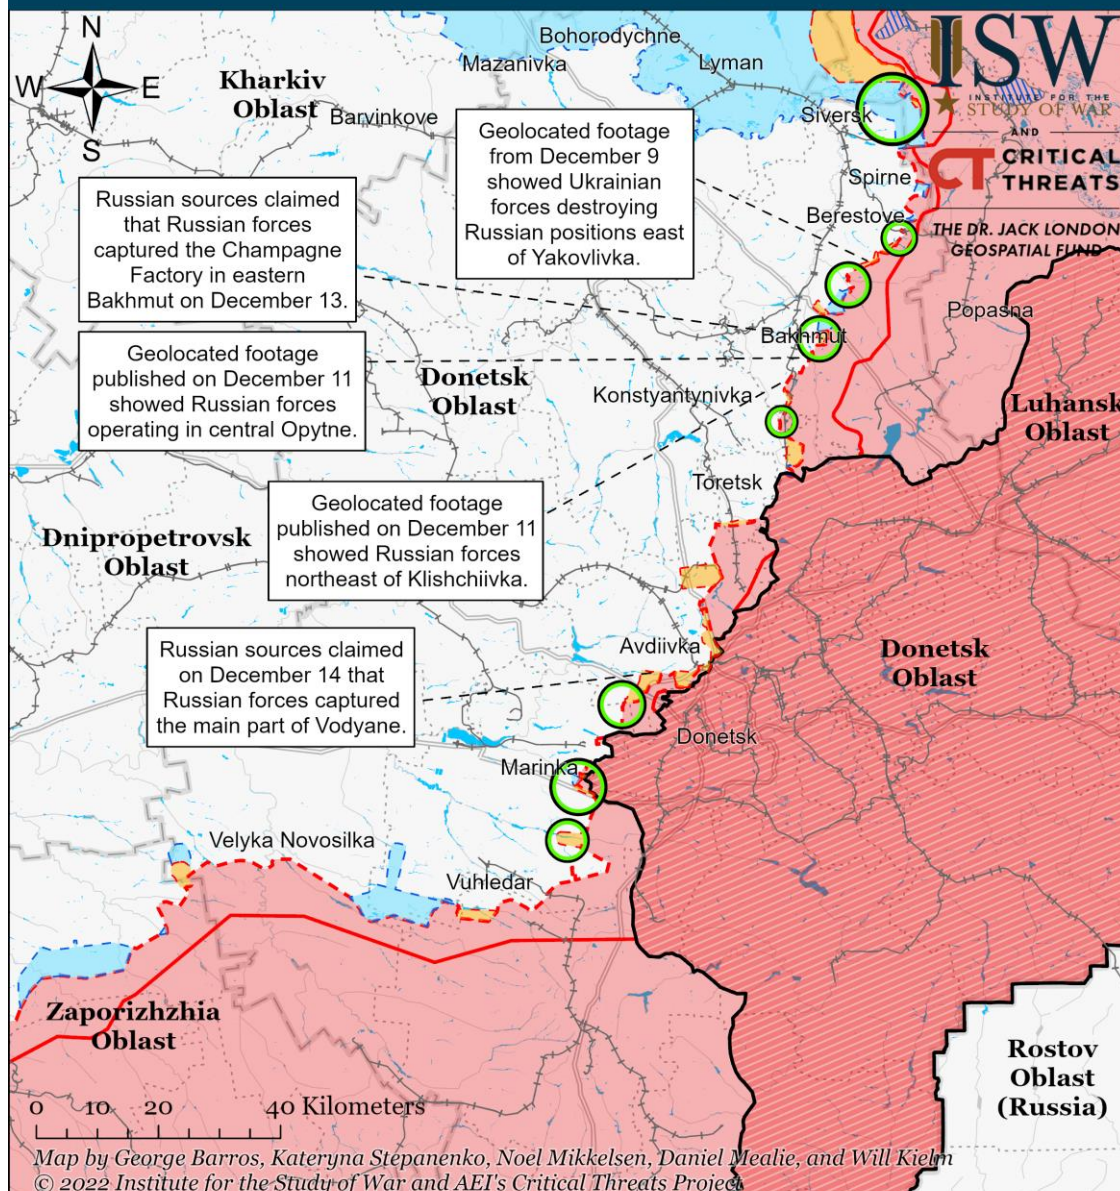 N
W
E
S
Kharkiv
Oblast
Barvinkove
Mazanivka
Bohorodychne
Lyman
Siversk
Spirne
Berestove
ISW
INSTITUTE FOR THE
STUDY OF WAR
AND
CT CRITICAL
THREATS
THE DR. JACK LONDON
GEOSPATIAL FUND
Geolocated footage
from December 9
showed Ukrainian
forces destroying
Russian positions east
of Yakovlivka.
Russian sources claimed
that Russian forces
captured the Champagne
Factory in eastern
Bakhmut on December 13.
Geolocated footage
published on December 11
showed Russian forces
operating in central Opytne.
Donetsk
Oblast
Bakhmut
Popasna
Konstyantynivka
Luhansk
Oblast
Toretsk
Geolocated footage
published on December 11
showed Russian forces
northeast of Klishchiivka.
Dnipropetrovsk
Oblast
Russian sources claimed
on December 14 that
Russian forces captured
the main part of Vodyane.
Avdiivka
Donetsk
Oblast
Donetsk
Marinka
Velyka Novosilka
Vuhledar
Zaporizhzhia
Oblast
Rostov
Oblast
(Russia)
0 10 20 40 Kilometers
Map by George Barros, Kateryna Stepanenko, Noel Mikkelsen, Daniel Mealie, and Will Kielm
© 2022 Institute for the Study of War and AEI's Critical Threats Project